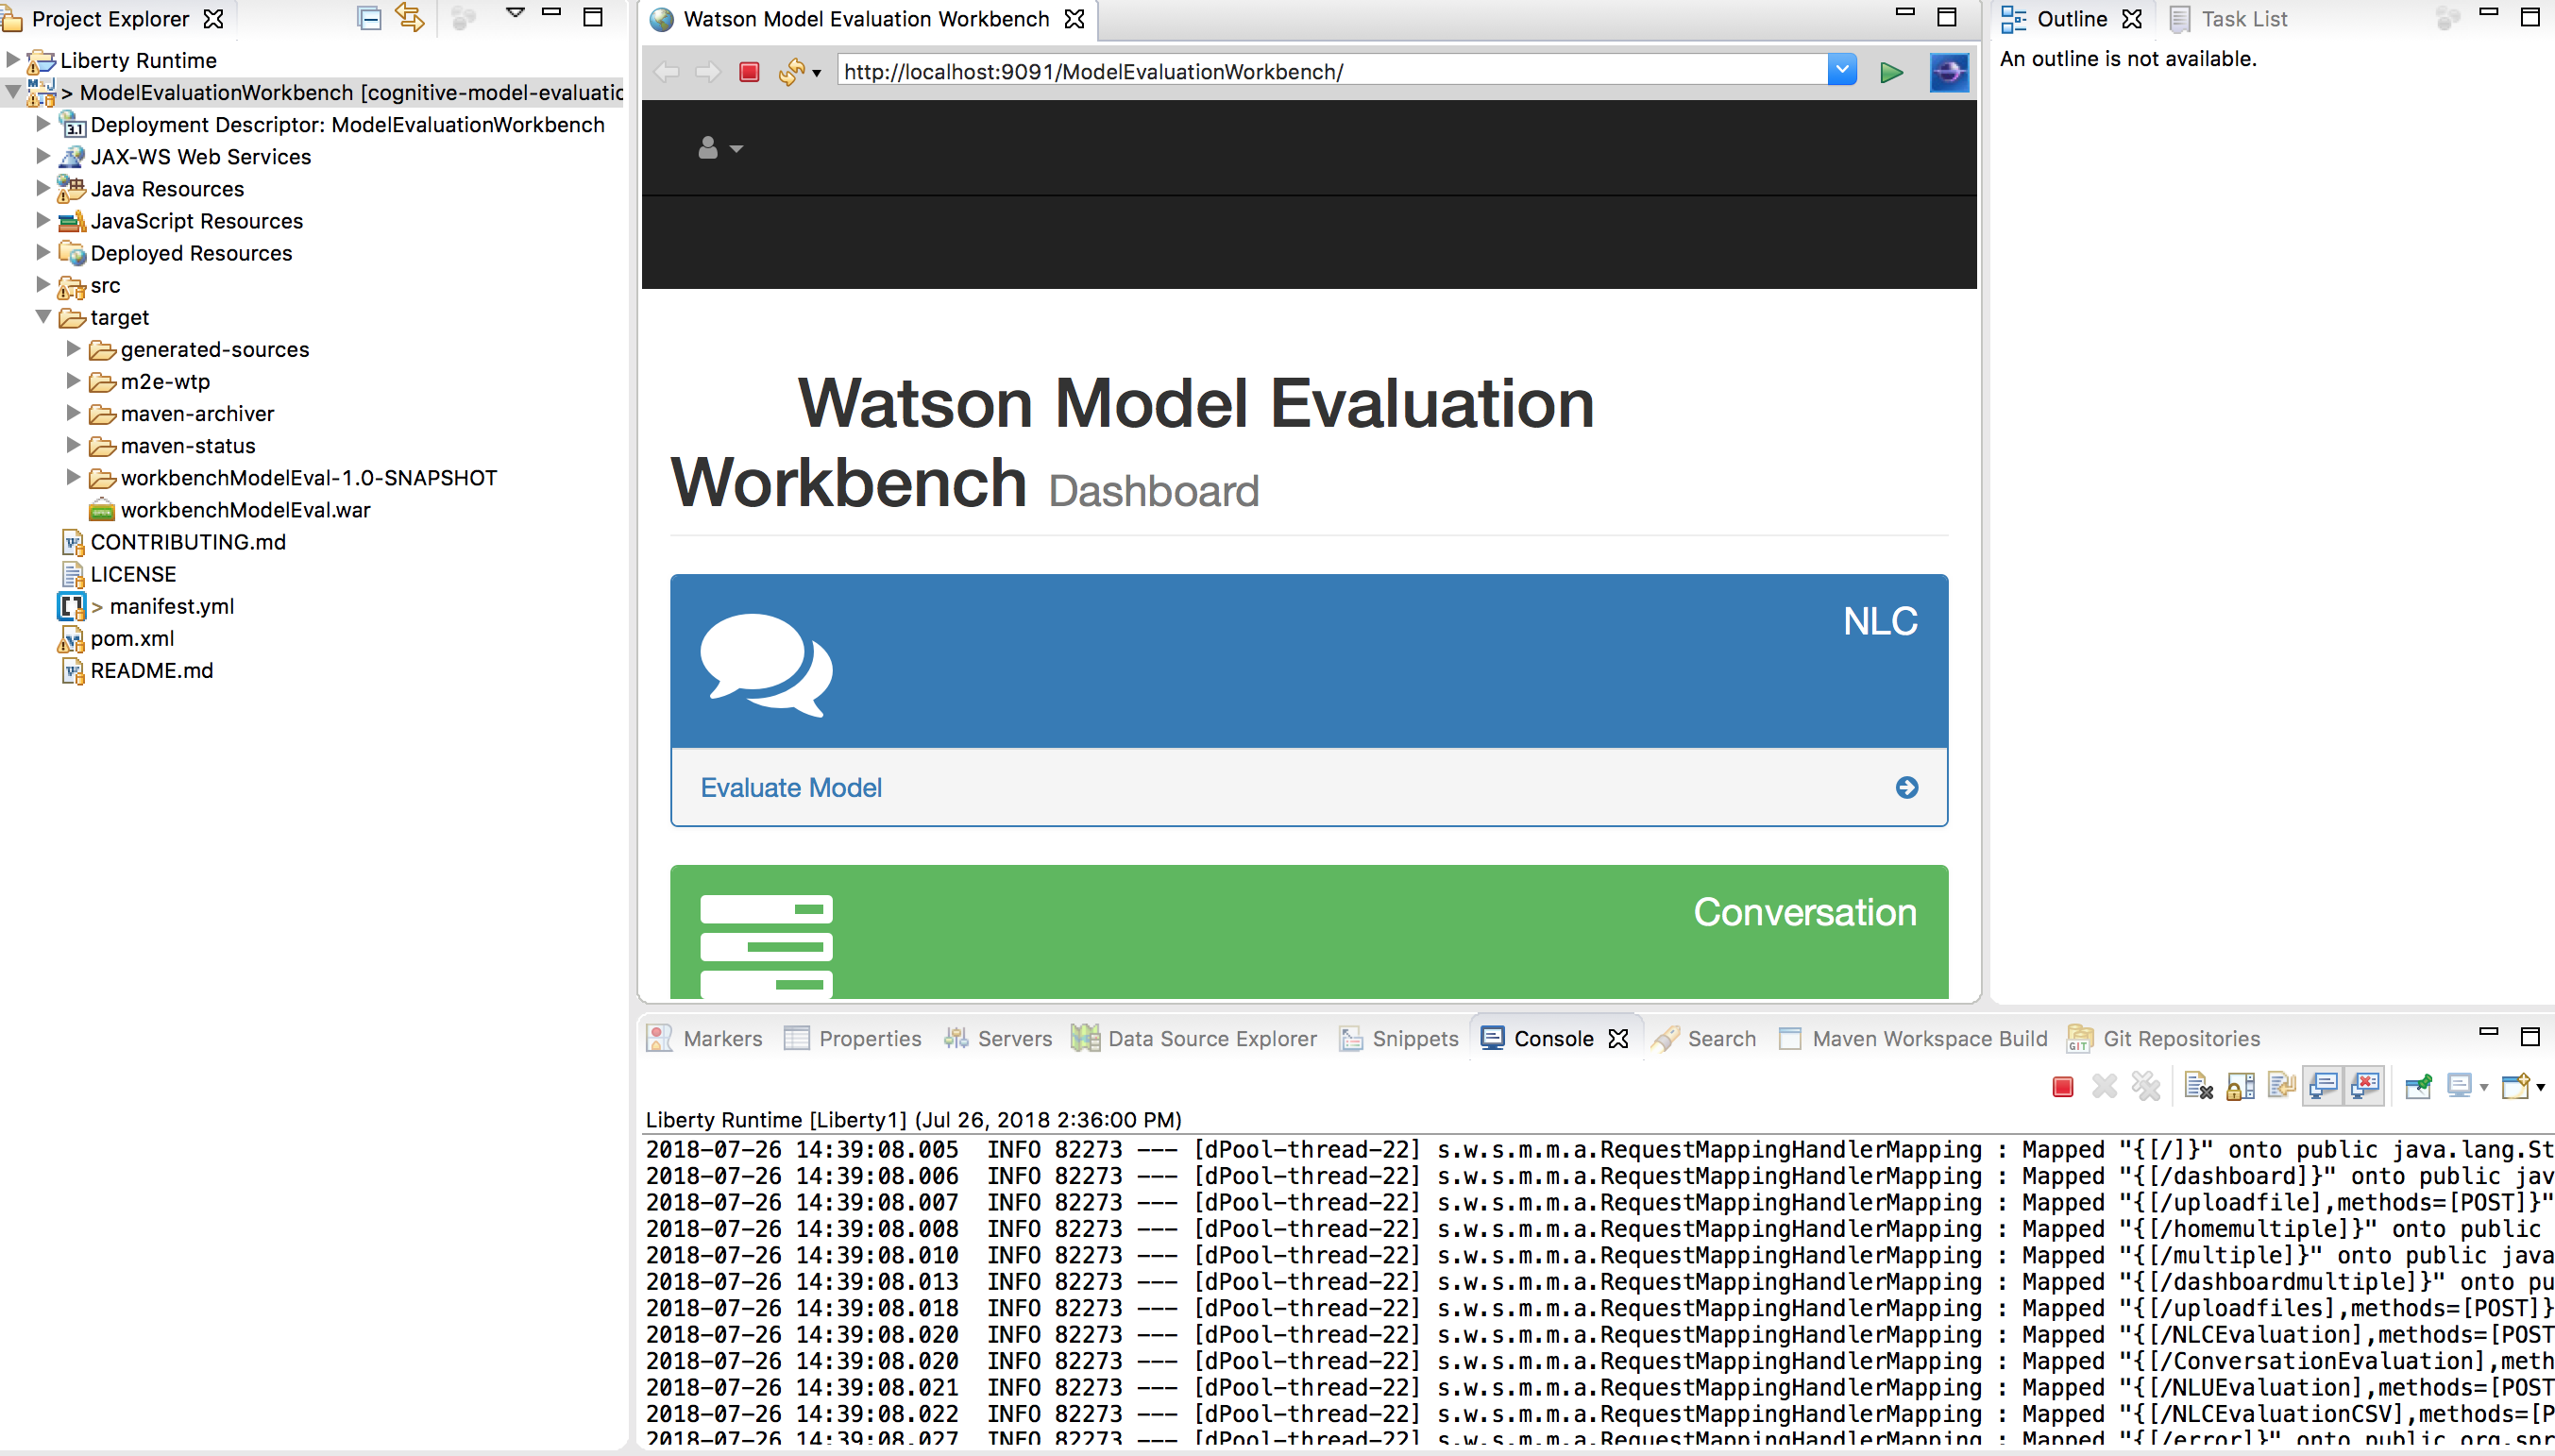 Project Explorer
Liberty Runtime
> ModelEvaluationWorkbench [cognitive-model-evaluatio
Deployment Descriptor: ModelEvaluationWorkbench
JAX-WS Web Services
Java Resources
JavaScript Resources
Deployed Resources
src
target
generated-sources
m2e-wtp
maven-archiver
maven-status
workbenchModelEval-1.0-SNAPSHOT
workbenchModelEval.war
CONTRIBUTING.md
LICENSE
> manifest.yml
pom.xml
README.md
Watson Model Evaluation Workbench
http://localhost:9091/ModelEvaluationWorkbench/
Watson Model Evaluation
Workbench Dashboard
NLC
Evaluate Model
Conversation
Outline Task List
An outline is not available.
Markers Properties Servers Data Source Explorer Snippets Console Search Maven Workspace Build Git Repositories
Liberty Runtime [Liberty1] (Jul 26, 2018 2:36:00 PM)
2018-07-26 14:39:08.005 INFO 82273 --- [dPool-thread-22] s.w.s.m.m.a.RequestMappingHandlerMapping : Mapped "{[/]}" onto public java.lang.St
2018-07-26 14:39:08.006 INFO 82273 --- [dPool-thread-22] s.w.s.m.m.a.RequestMappingHandlerMapping : Mapped "{[/dashboard]}" onto public jav
2018-07-26 14:39:08.007 INFO 82273 --- [dPool-thread-22] s.w.s.m.m.a.RequestMappingHandlerMapping : Mapped "{[/uploadfile],methods=[POST]}"
2018-07-26 14:39:08.008 INFO 82273 --- [dPool-thread-22] s.w.s.m.m.a.RequestMappingHandlerMapping : Mapped "{[/homemultiple]}" onto public
2018-07-26 14:39:08.010 INFO 82273 --- [dPool-thread-22] s.w.s.m.m.a.RequestMappingHandlerMapping : Mapped "{[/multiple]}" onto public java
2018-07-26 14:39:08.013 INFO 82273 --- [dPool-thread-22] s.w.s.m.m.a.RequestMappingHandlerMapping : Mapped "{[/dashboardmultiple]}" onto pu
2018-07-26 14:39:08.018 INFO 82273 --- [dPool-thread-22] s.w.s.m.m.a.RequestMappingHandlerMapping : Mapped "{[/uploadfiles],methods=[POST]}
2018-07-26 14:39:08.020 INFO 82273 --- [dPool-thread-22] s.w.s.m.m.a.RequestMappingHandlerMapping : Mapped "{[/NLCEvaluation],methods=[POST
2018-07-26 14:39:08.020 INFO 82273 --- [dPool-thread-22] s.w.s.m.m.a.RequestMappingHandlerMapping : Mapped "{[/ConversationEvaluation],meth
2018-07-26 14:39:08.021 INFO 82273 --- [dPool-thread-22] s.w.s.m.m.a.RequestMappingHandlerMapping : Mapped "{[/NLUEvaluation],methods=[POST
2018-07-26 14:39:08.022 INFO 82273 --- [dPool-thread-22] s.w.s.m.m.a.RequestMappingHandlerMapping : Mapped "{[/NLCEvaluationCSV],methods=[P
2018-07-26 14:39:08.027 INFO 82273 --- [dPool-thread-22] s.w.s.m.m.a.RequestMappingHandlerMapping : Mapped "{[/error]}" onto public org.spr